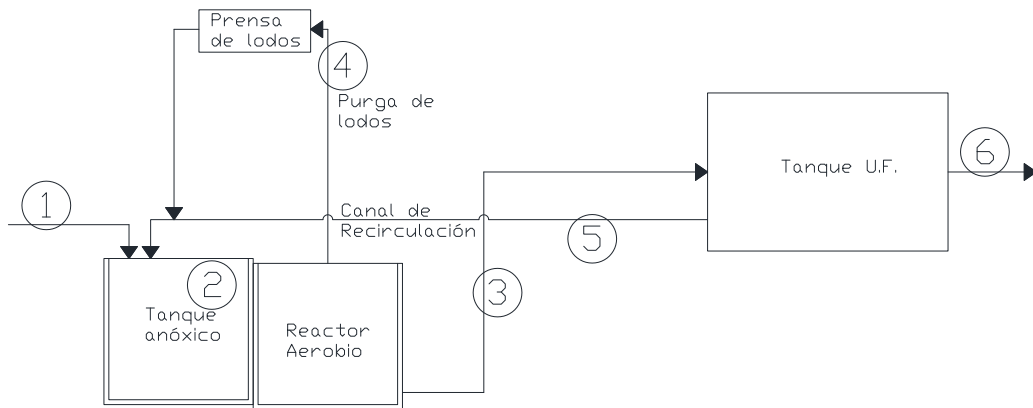 Prensa
de lodos
4
Purga de
lodos
1
Canal de
Recirculación
5
Tanque U.F.
6
2
Tanque
anóxico
Reactor
Aerobio
3